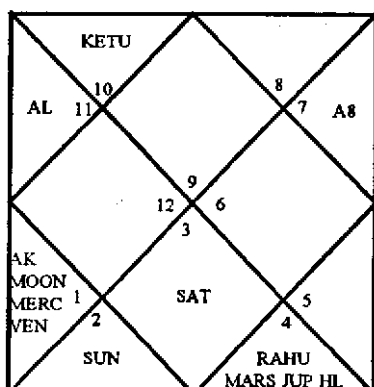 KETU
10
8
AL
11
7
A8
9
12
6
3
AK
MOON
MERC
VEN
1
SAT
5
2
4
SUN
RAHU
MARS JUP HL